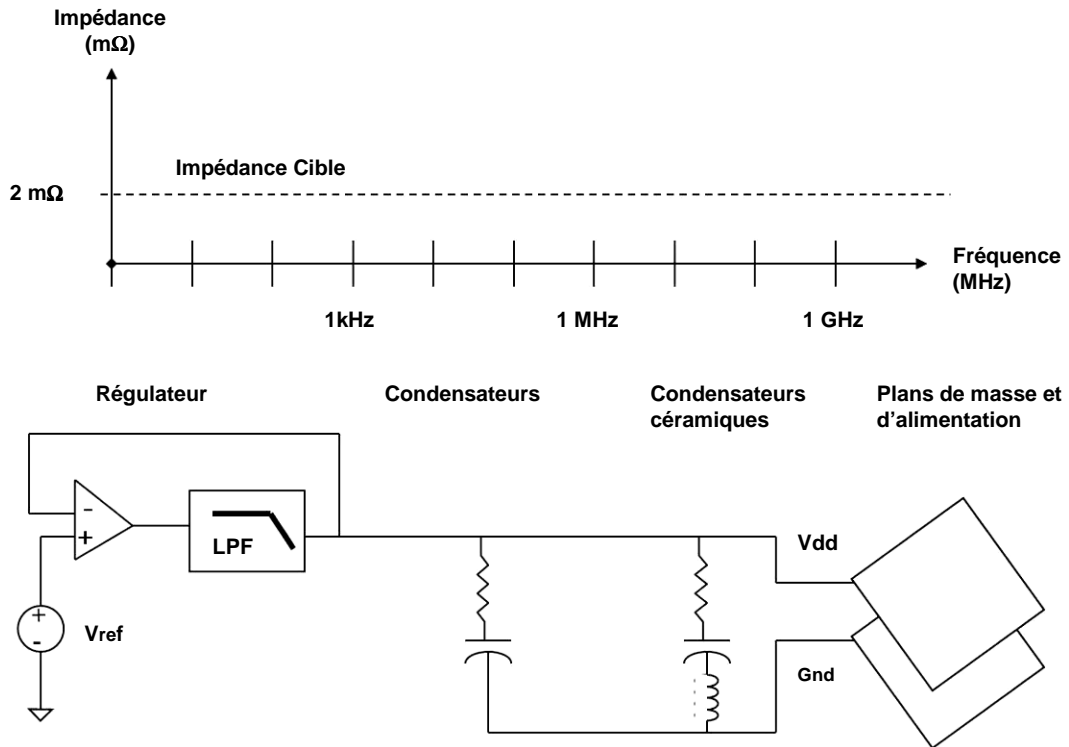 Impédance
(mΩ)
Impédance Cible
2 mΩ
Fréquence
(MHz)
1kHz
1 MHz
1 GHz
Régulateur
Condensateurs
Condensateurs
céramiques
Plans de masse et
d'alimentation
-
+
LPF
Vdd
+
-
Vref
Gnd